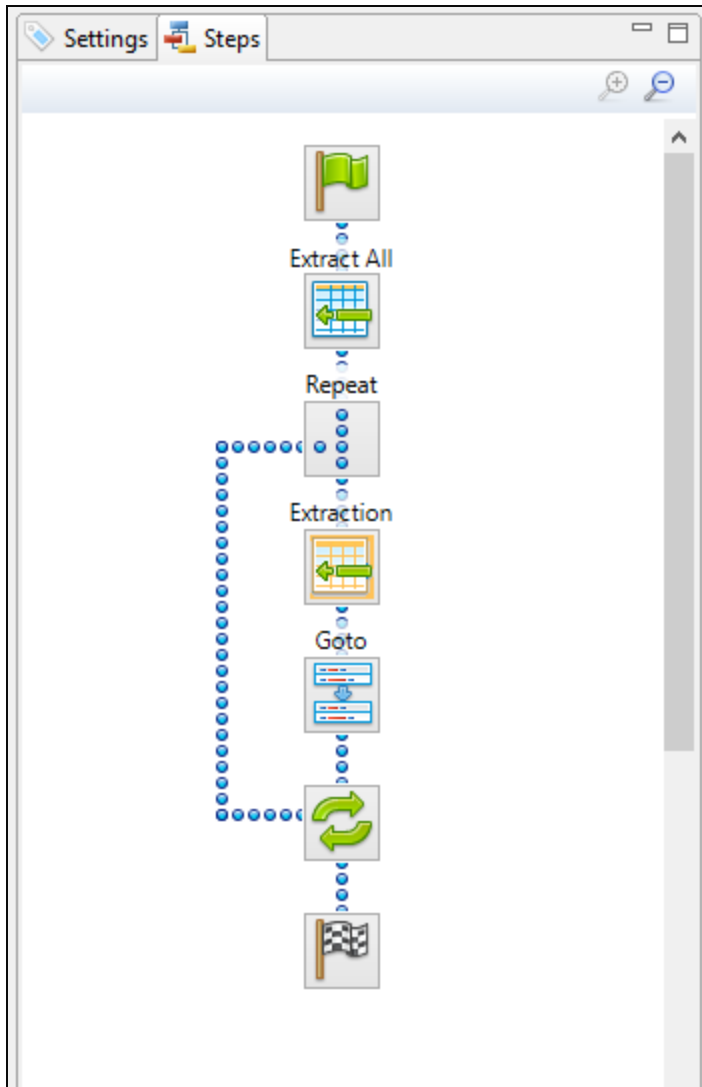 Settings Steps
Extract All
Repeat
Extraction
Goto